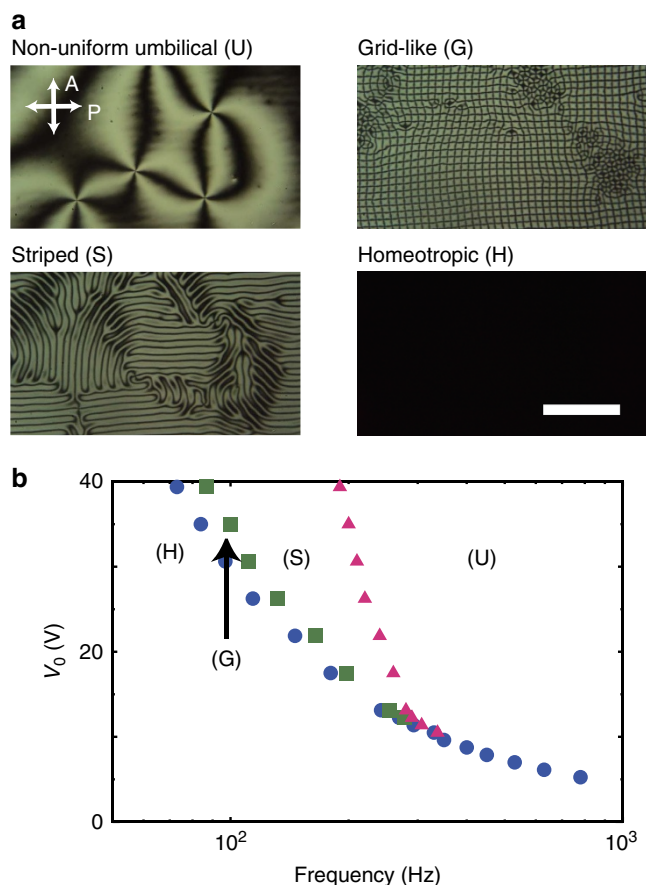 a
Non-uniform umbilical (U)
Grid-like (G)
A
P
Striped (S)
Homeotropic (H)
b
40
(H)
(S)
(U)
20
(G)
0
V₀ (V)
10²
10³
Frequency (Hz)